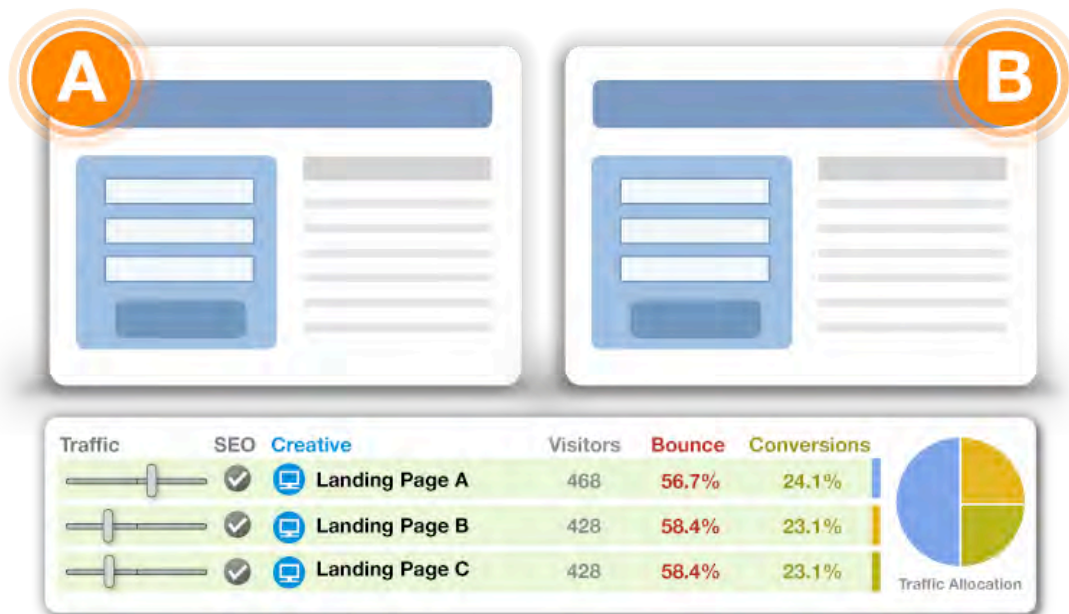 A
B
Traffic SEO Creative Visitors Bounce Conversions
Landing Page A 468 56.7% 24.1%
Landing Page B 428 58.4% 23.1%
Landing Page C 428 58.4% 23.1%
Traffic Allocation